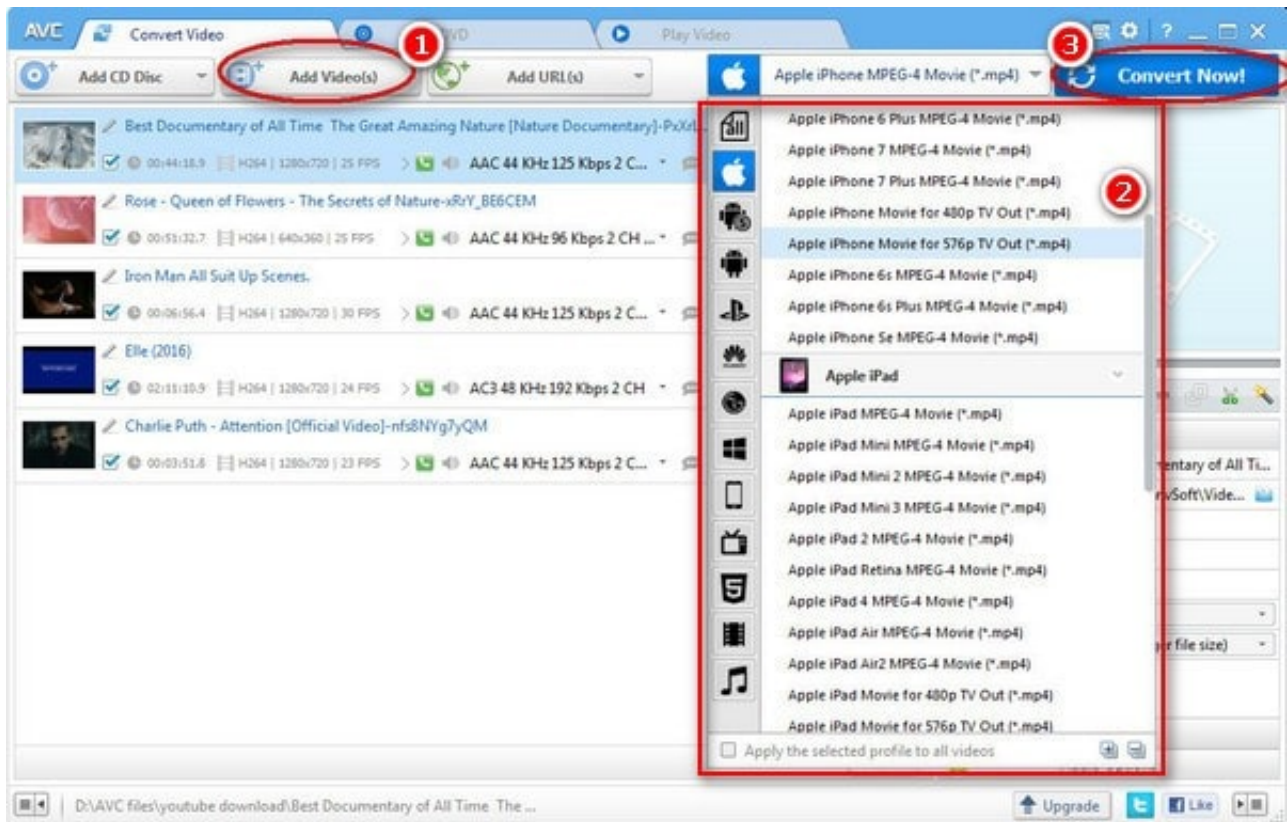 AVC
Convert Video
Play Video
1
3
Add CD Disc
Add Video(s)
Add URL(s)
Apple iPhone MPEG-4 Movie (*.mp4)
Convert Now!
Best Documentary of All Time The Great Amazing Nature [Nature Documentary]-PxXrL
00:44:18.9 H264 | 1280x720 | 25 FPS
AAC 44 KHz 125 Kbps 2 C...
Rose - Queen of Flowers - The Secrets of Nature-xRrY_BE6CEM
00:51:32.7 H264 | 640x360 | 25 FPS
AAC 44 KHz 96 Kbps 2 CH ...
Iron Man All Suit Up Scenes.
00:06:56.4 H264 | 1280x720 | 30 FPS
AAC 44 KHz 125 Kbps 2 C...
Elle (2016)
02:11:10.9 H264 | 1280x720 | 24 FPS
AC3 48 KHz 192 Kbps 2 CH
Charlie Puth - Attention [Official Video]-nfs8NYg7yQM
00:03:51.6 H264 | 1280x720 | 23 FPS
AAC 44 KHz 125 Kbps 2 C...
all
2
Apple iPhone 6 Plus MPEG-4 Movie (*.mp4)
Apple iPhone 7 MPEG-4 Movie (*.mp4)
Apple iPhone 7 Plus MPEG-4 Movie (*.mp4)
Apple iPhone Movie for 480p TV Out (*.mp4)
Apple iPhone Movie for 576p TV Out (*.mp4)
Apple iPhone 6s MPEG-4 Movie (*.mp4)
Apple iPhone 6s Plus MPEG-4 Movie (*.mp4)
Apple iPhone Se MPEG-4 Movie (*.mp4)
Apple iPad
Apple iPad MPEG-4 Movie (*.mp4)
Apple iPad Mini MPEG-4 Movie (*.mp4)
Apple iPad Mini 2 MPEG-4 Movie (*.mp4)
Apple iPad Mini 3 MPEG-4 Movie (*.mp4)
Apple iPad 2 MPEG-4 Movie (*.mp4)
Apple iPad Retina MPEG-4 Movie (*.mp4)
Apple iPad 4 MPEG-4 Movie (*.mp4)
Apple iPad Air MPEG-4 Movie (*.mp4)
Apple iPad Air2 MPEG-4 Movie (*.mp4)
Apple iPad Movie for 480p TV Out (*.mp4)
Apple iPad Movie for 576p TV Out (*.mp4)
Apply the selected profile to all videos
entary of All Ti...
vSoft\Vide...
file size)
D:\AVC files\youtube download\Best Documentary of All Time The ...
Upgrade
Like